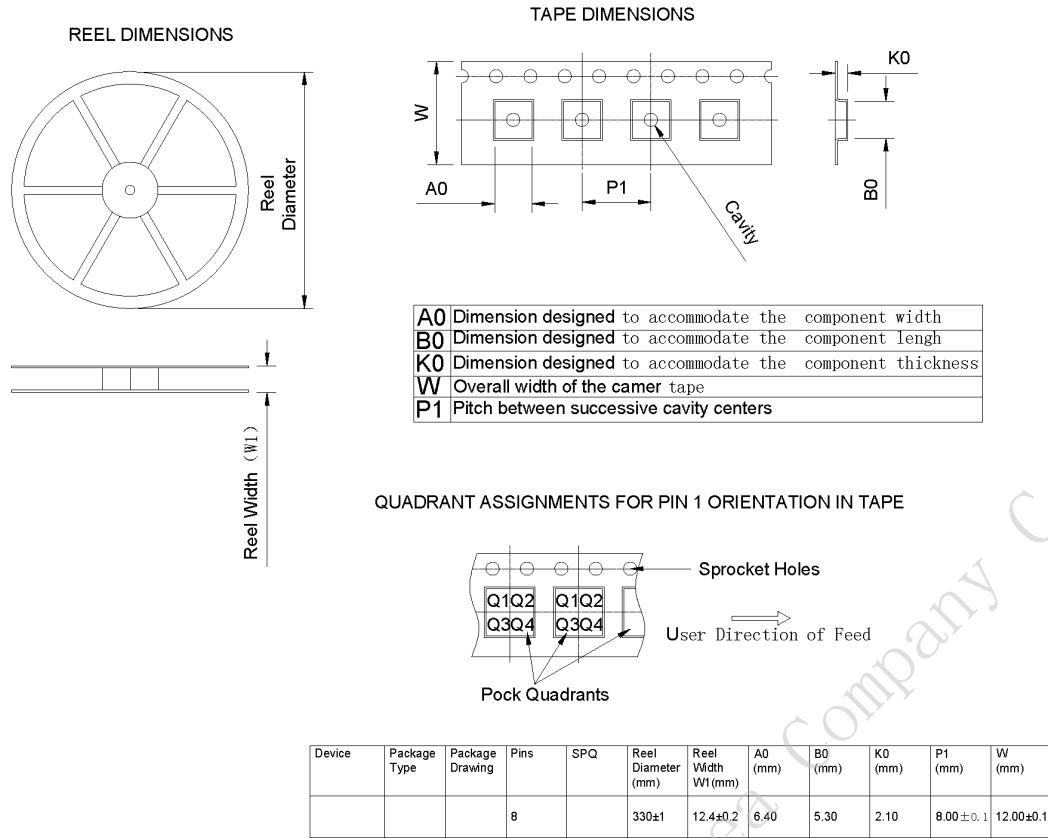 REEL DIMENSIONS
TAPE DIMENSIONS
Reel
Diameter
Reel Width (W1)
W
A0
P1
Cavity
K0
B0
A0 Dimension designed to accommodate the component width
B0 Dimension designed to accommodate the component lengh
K0 Dimension designed to accommodate the component thickness
W Overall width of the camer tape
P1 Pitch between successive cavity centers
QUADRANT ASSIGNMENTS FOR PIN 1 ORIENTATION IN TAPE
Sprocket Holes
Q1Q2 Q1Q2
Q3Q4 Q3Q4
User Direction of Feed
Pock Quadrants
Device Package Type Package Drawing Pins SPQ Reel Diameter (mm) Reel Width W1(mm) A0 (mm) B0 (mm) K0 (mm) P1 (mm) W (mm)
8 330±1 12.4±0.2 6.40 5.30 2.10 8.00±0.1 12.00±0.1
Company